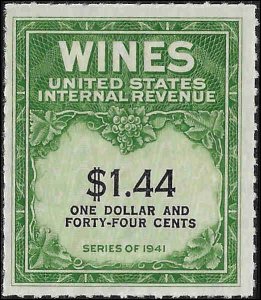 WINES
UNITED STATES
INTERNAL REVENUE
$1.44
ONE DOLLAR AND
FORTY-FOUR CENTS
SERIES OF 1941